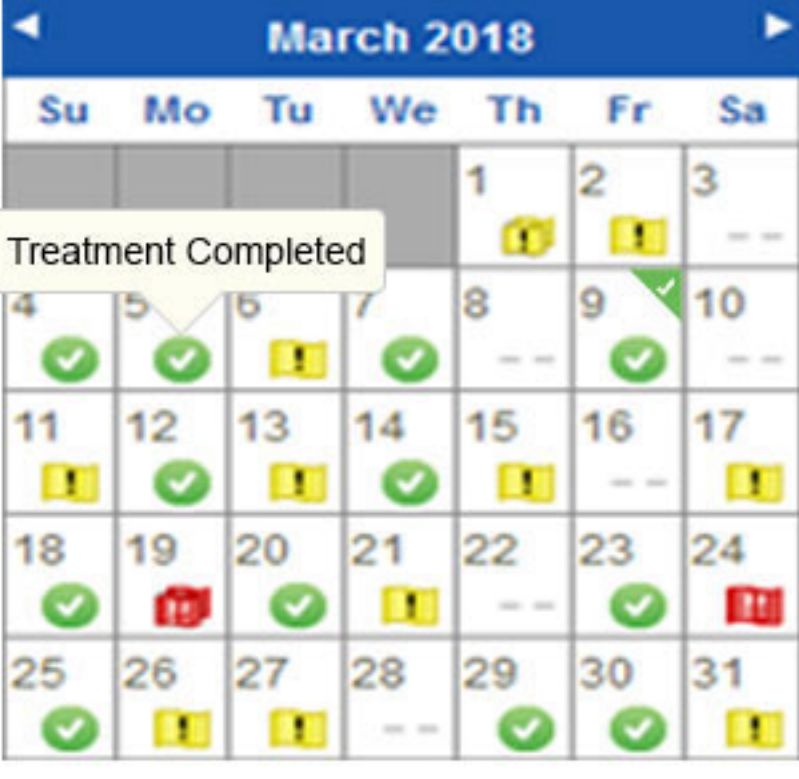 March 2018
Su Mo Tu We Th Fr Sa
1 2 3
! ! - -
Treatment Completed
4 5 6 7 8 9 10
! - - - -
11 12 13 14 15 16 17
! ! ! - - !
18 19 20 21 22 23 24
!! ! - - !!
25 26 27 28 29 30 31
! ! - - !